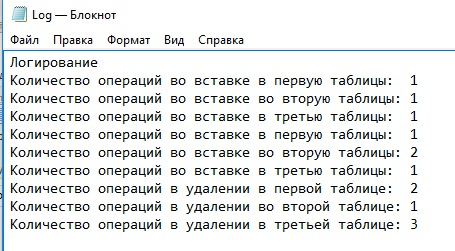 Log — Блокнот
Файл Правка Формат Вид Справка
Логирование
Количество операций во вставке в первую таблицы: 1
Количество операций во вставке во вторую таблицы: 1
Количество операций во вставке в третью таблицы: 1
Количество операций во вставке в первую таблицы: 1
Количество операций во вставке во вторую таблицы: 2
Количество операций во вставке в третью таблицы: 1
Количество операций в удалении в первой таблице: 2
Количество операций в удалении во второй таблице: 1
Количество операций в удалении в третьей таблице: 3